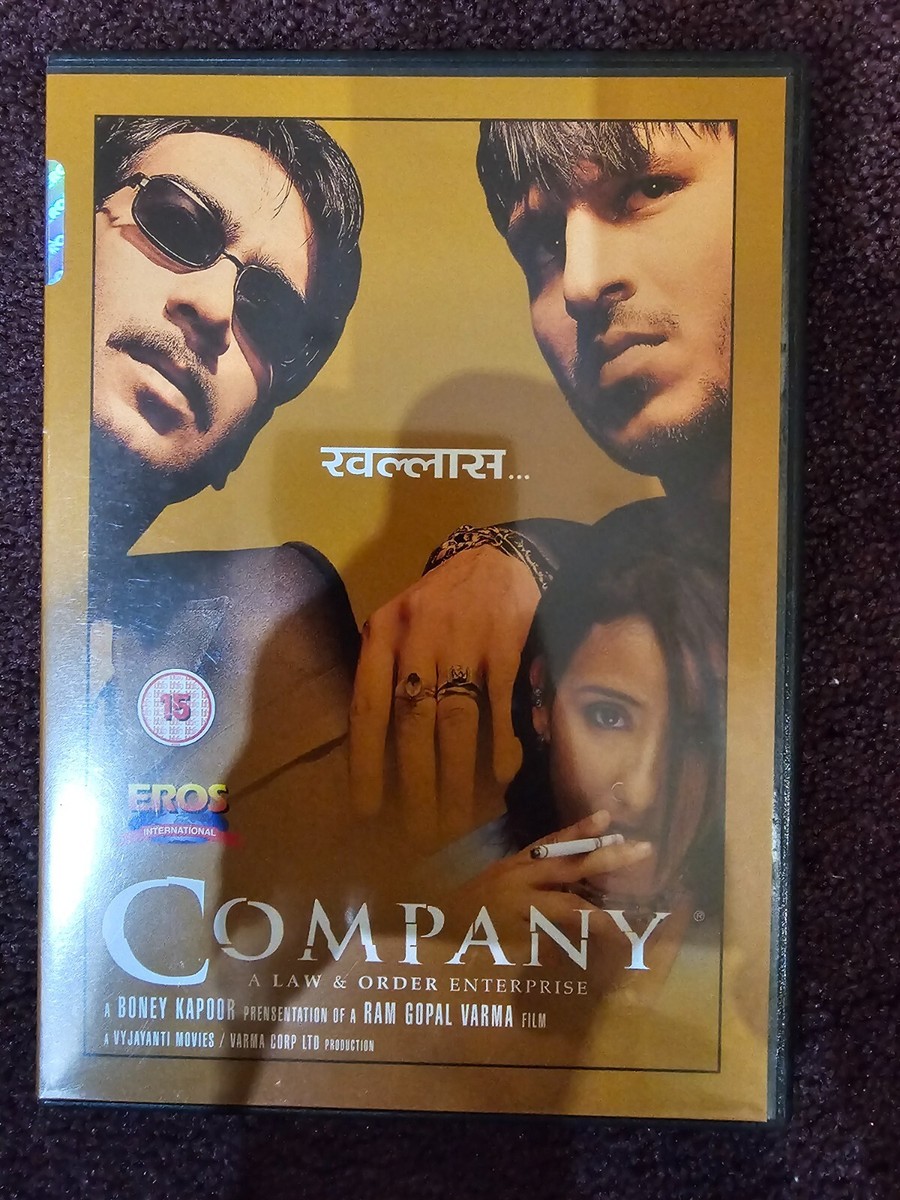 खल्लास...
15
EROS
INTERNATIONAL
COMPANY ®
A LAW & ORDER ENTERPRISE
A BONEY KAPOOR PRENSENTATION OF A RAM GOPAL VARMA FILM
A VYJAYANTI MOVIES / VARMA CORP LTD PRODUCTION